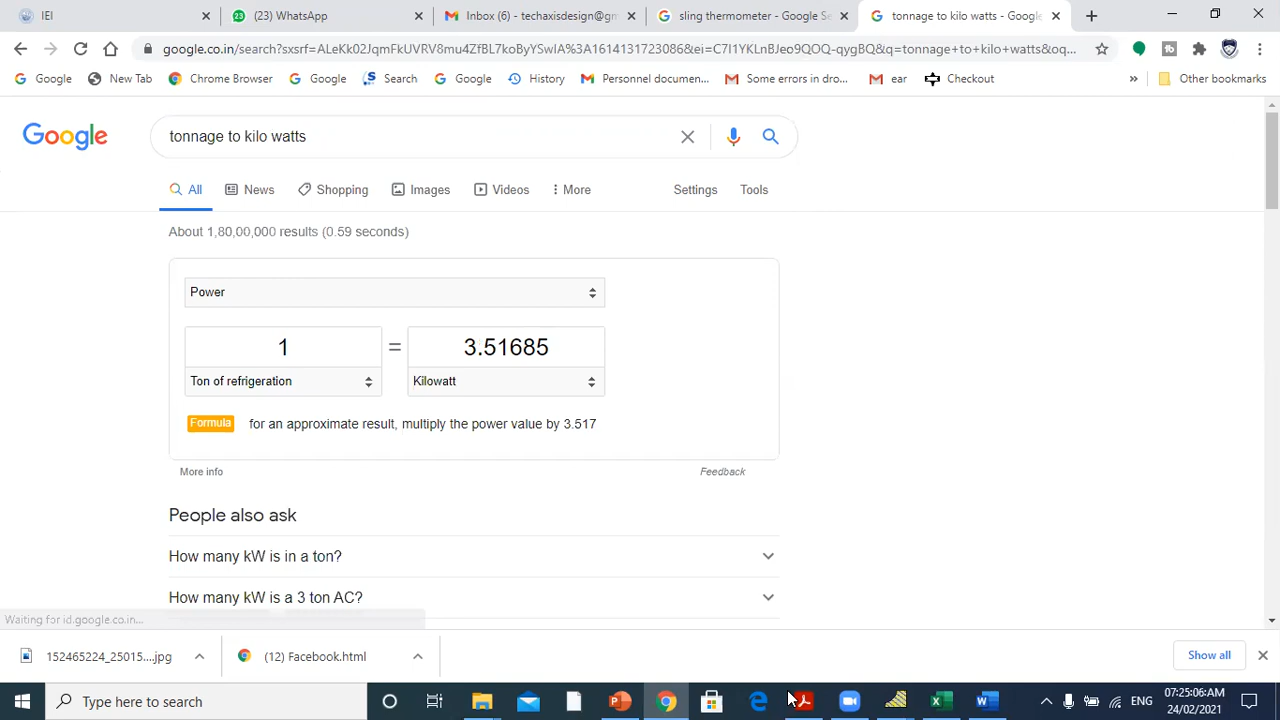 IEI
(23) WhatsApp
Inbox (6) - techaxisdesign@gm
sling thermometer - Google Se
tonnage to kilo watts - Google
google.co.in/search?sxsrf=ALeKk02JqmFkUVRV8mu4ZfBL7koByYSwIA%3A1614131723086&ei=C7I1YKLnBJeo9QOQ-qygBQ&q=tonnage+to+kilo+watts&oq...
Google
New Tab
Chrome Browser
Google
Search
Google
History
Personnel documen...
Some errors in dro...
ear
Checkout
»
Other bookmarks
Google
tonnage to kilo watts
All
News
Shopping
Images
Videos
More
Settings
Tools
About 1,80,00,000 results (0.59 seconds)
Power
1 = 3.51685
Ton of refrigeration
Kilowatt
Formula for an approximate result, multiply the power value by 3.517
More info
Feedback
People also ask
How many kW is in a ton?
How many kW is a 3 ton AC?
Waiting for id.google.co.in...
152465224_25015....jpg
(12) Facebook.html
Show all
Type here to search
ENG
07:25:06 AM
24/02/2021